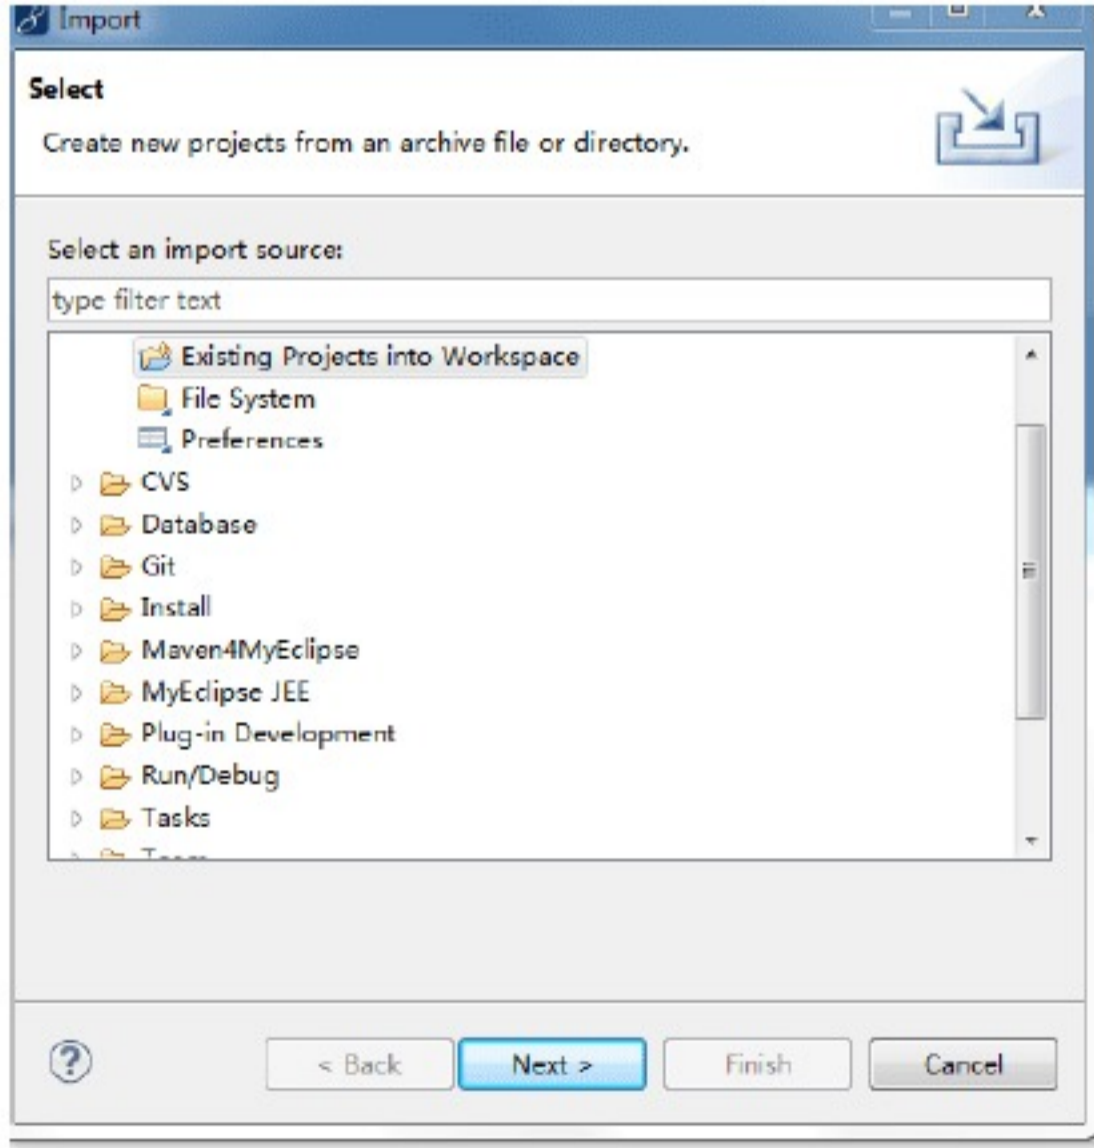 Import
Select
Create new projects from an archive file or directory.
Select an import source:
type filter text
Existing Projects into Workspace
File System
Preferences
CVS
Database
Git
Install
Maven4MyEclipse
MyEclipse JEE
Plug-in Development
Run/Debug
Tasks
Team
?
< Back
Next >
Finish
Cancel